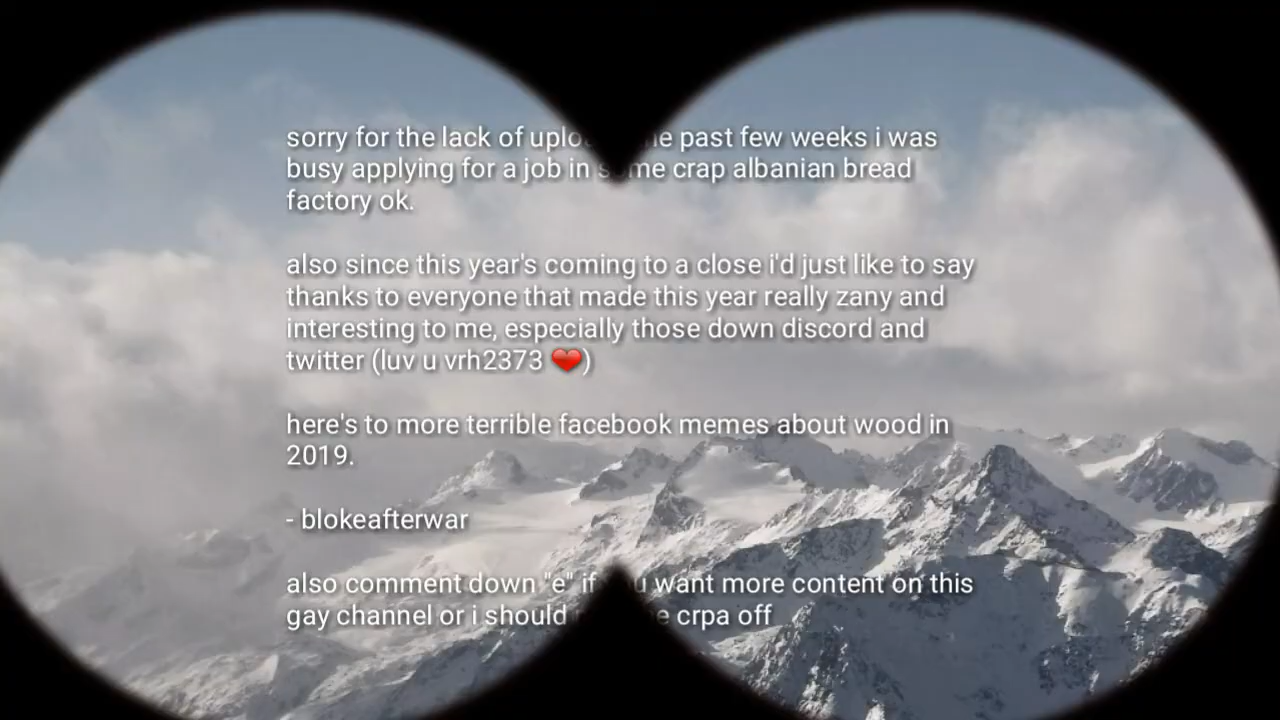 sorry for the lack of uplo he past few weeks i was
busy applying for a job in some crap albanian bread
factory ok.
also since this year's coming to a close i'd just like to say
thanks to everyone that made this year really zany and
interesting to me, especially those down discord and
twitter (luv u vrh2373 ❤️)
here's to more terrible facebook memes about wood in
2019.
- blokeafterwar
also comment down "e" if u want more content on this
gay channel or i should crpa off